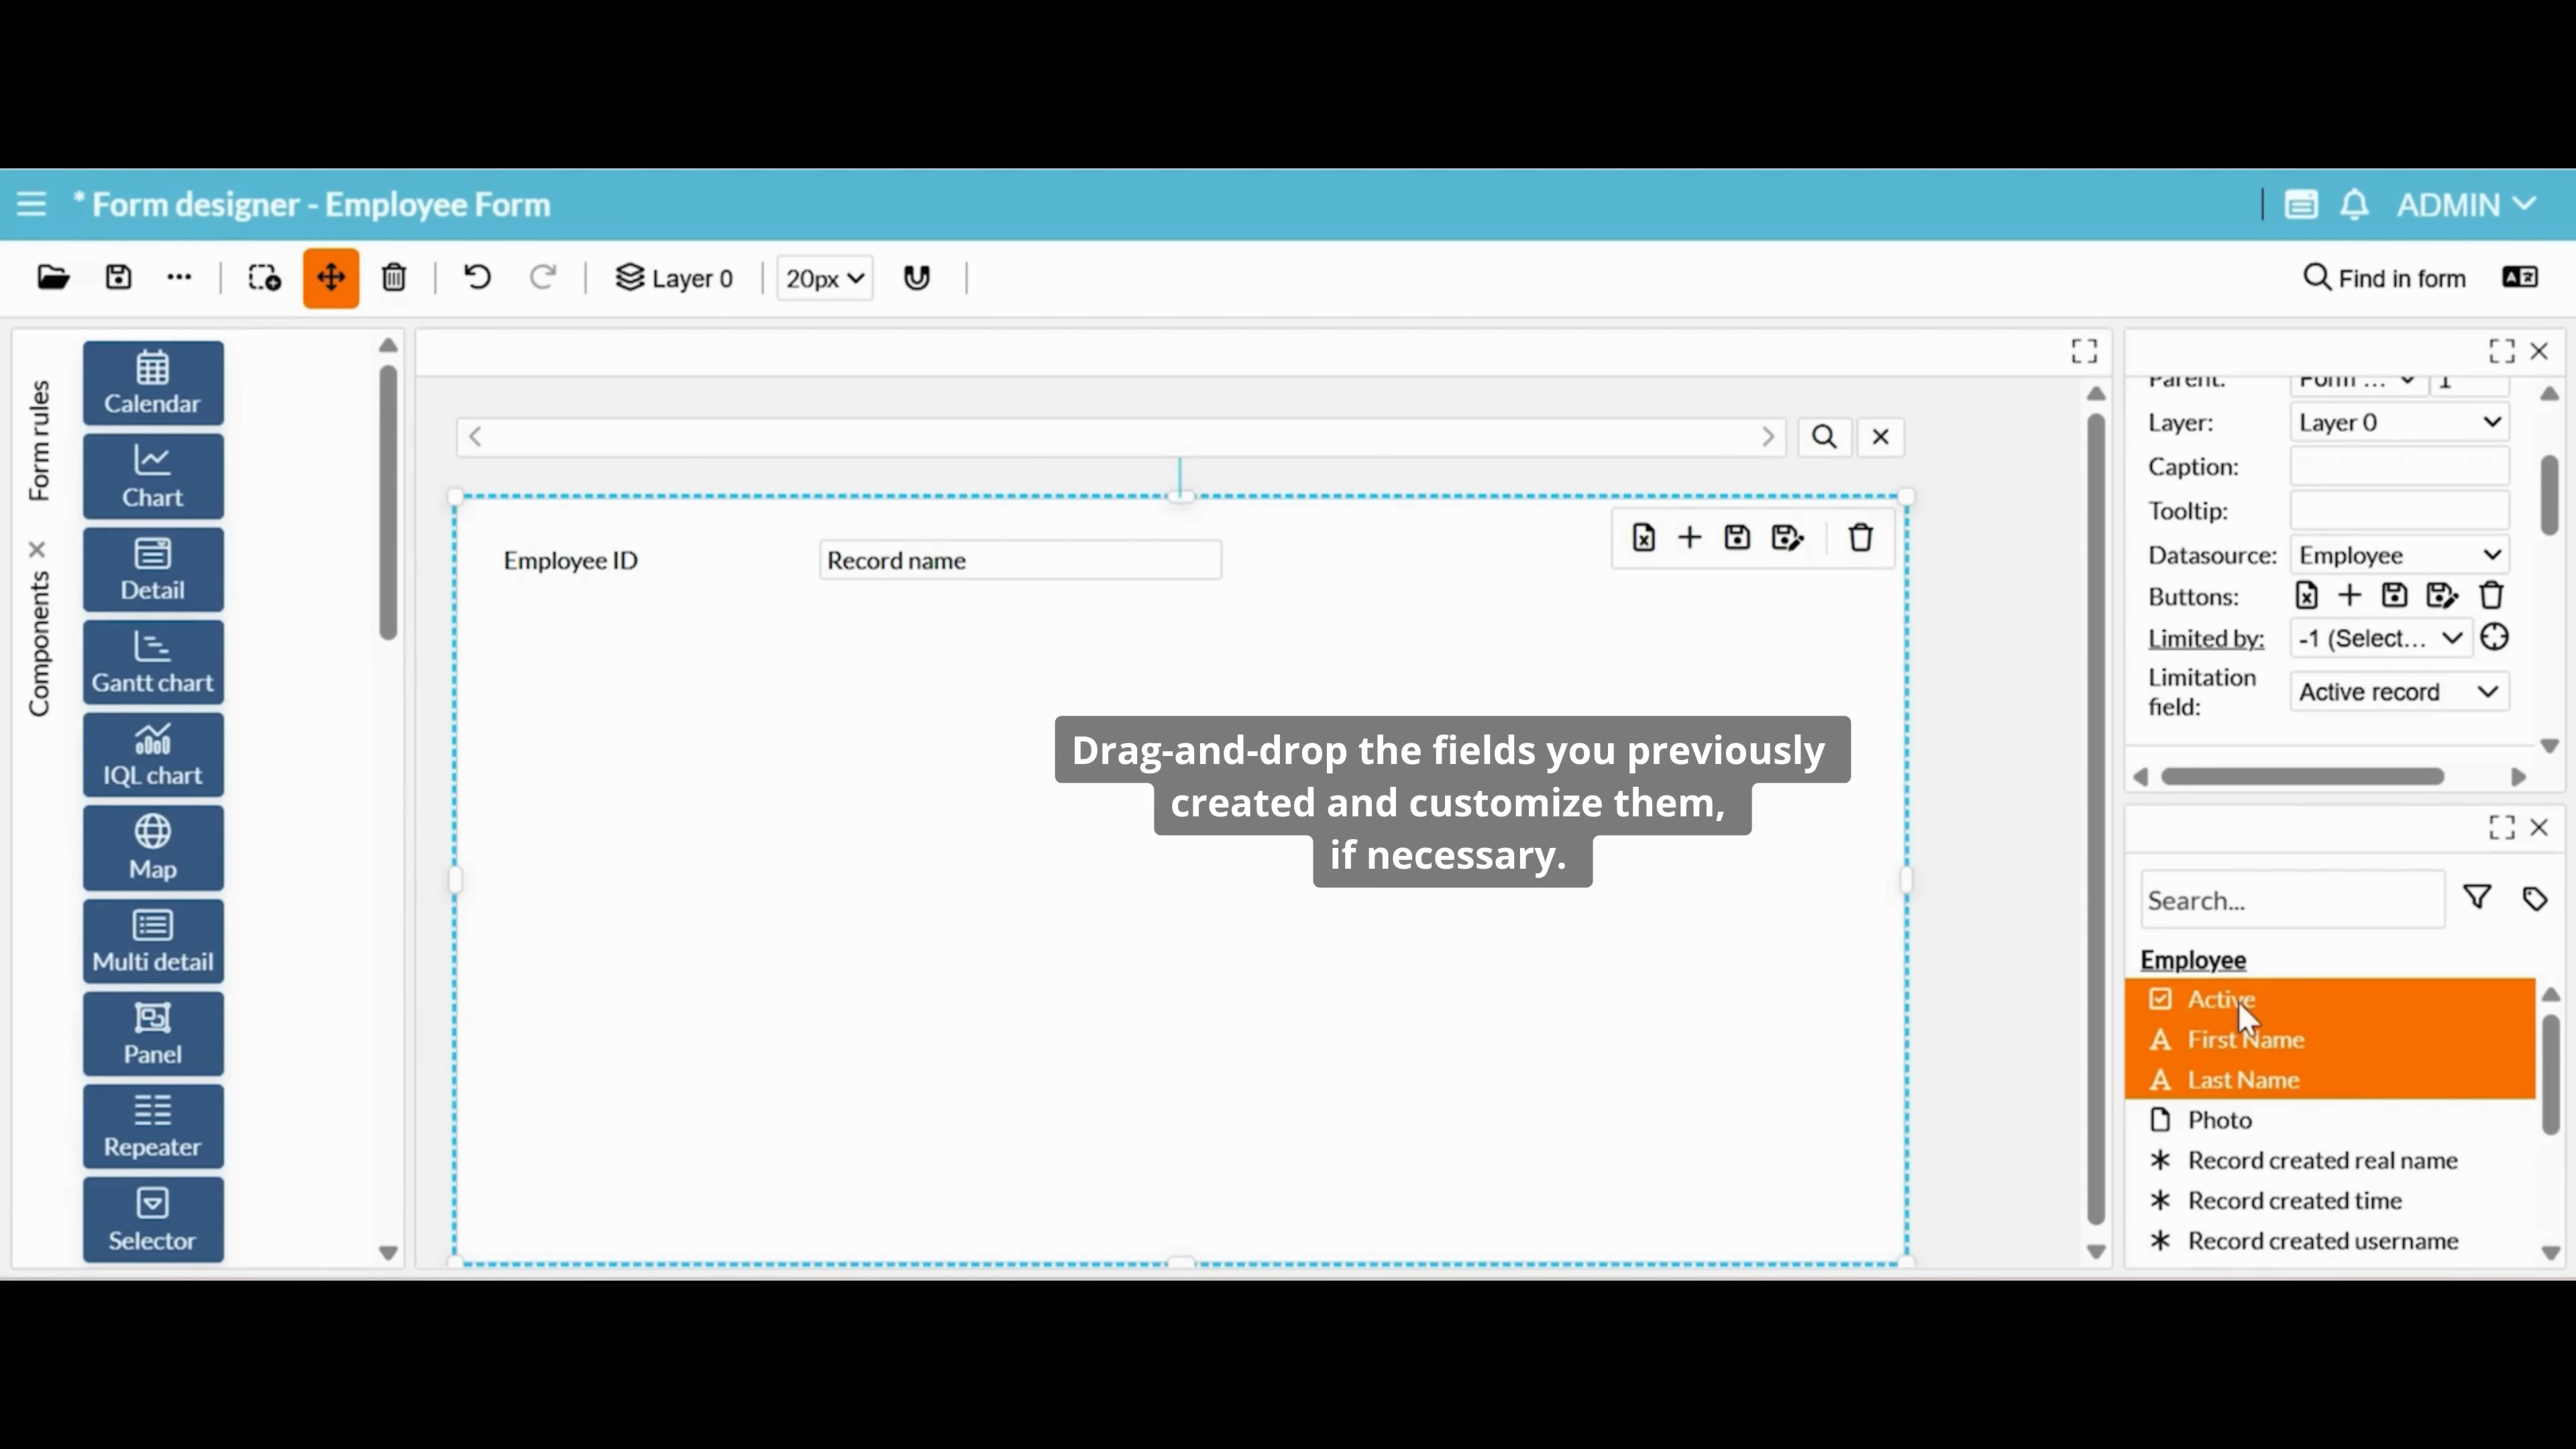 * Form designer - Employee Form
ADMIN
Layer 0
20px
Find in form
Form rules
Components
Calendar
Chart
Detail
Gantt chart
IQL chart
Map
Multi detail
Panel
Repeater
Selector
Employee ID
Record name
Drag-and-drop the fields you previously
created and customize them,
if necessary.
Parent: Form ... 1
Layer: Layer 0
Caption:
Tooltip:
Datasource: Employee
Buttons:
Limited by: -1 (Select...
Limitation
field:
Active record
Search...
Employee
Active
First Name
Last Name
Photo
Record created real name
Record created time
Record created username